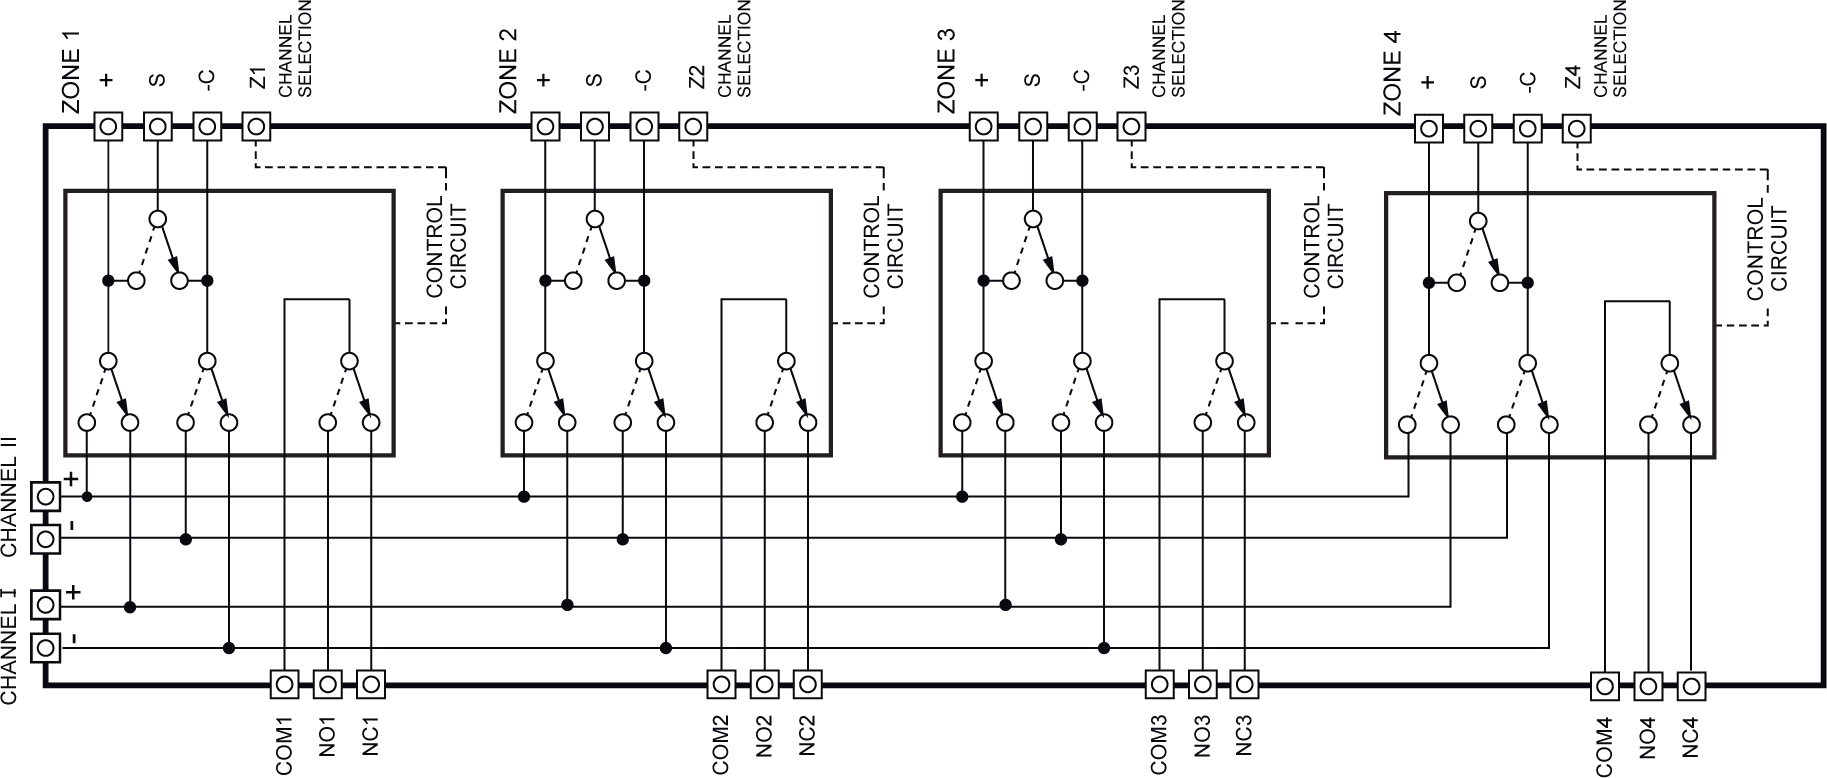 ZONE 1
+
S
-C
Z1
CHANNEL
SELECTION
ZONE 2
+
S
-C
Z2
CHANNEL
SELECTION
ZONE 3
+
S
-C
Z3
CHANNEL
SELECTION
ZONE 4
+
S
-C
Z4
CHANNEL
SELECTION
CONTROL
CIRCUIT
CONTROL
CIRCUIT
CONTROL
CIRCUIT
CONTROL
CIRCUIT
CHANNEL II
+
-
CHANNEL I
+
-
COM1
NO1
NC1
COM2
NO2
NC2
COM3
NO3
NC3
COM4
NO4
NC4